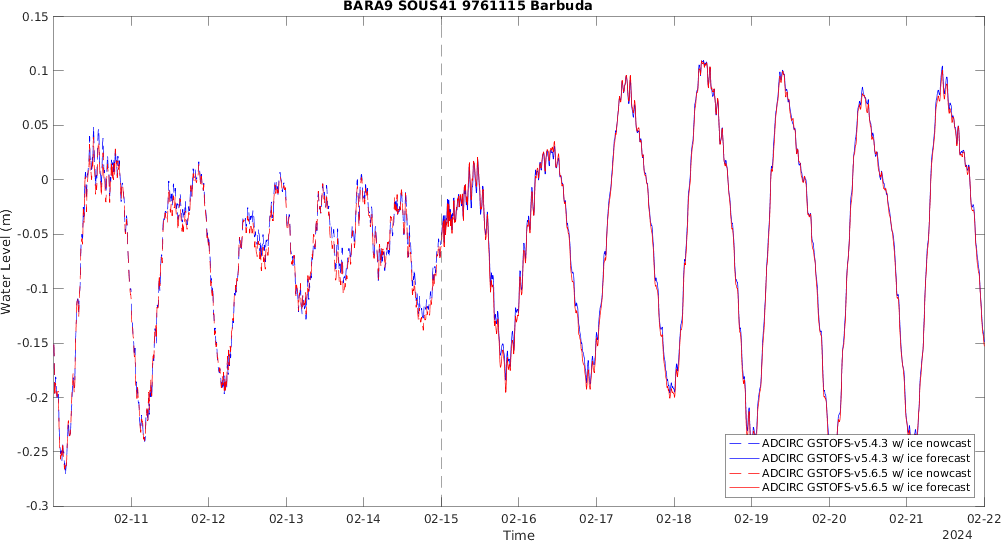 BARA9 SOUS41 9761115 Barbuda
Water Level (m)
0.15
0.1
0.05
0
-0.05
-0.1
-0.15
-0.2
-0.25
-0.3
ADCIRC GSTOFS-v5.4.3 w/ ice nowcast
ADCIRC GSTOFS-v5.4.3 w/ ice forecast
ADCIRC GSTOFS-v5.6.5 w/ ice nowcast
ADCIRC GSTOFS-v5.6.5 w/ ice forecast
02-11 02-12 02-13 02-14 02-15 02-16 02-17 02-18 02-19 02-20 02-21 02-22
Time
2024